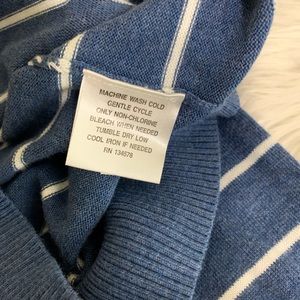 MACHINE WASH COLD
GENTLE CYCLE
ONLY NON-CHLORINE
BLEACH WHEN NEEDED
TUMBLE DRY LOW
COOL IRON IF NEEDED
RN 134678